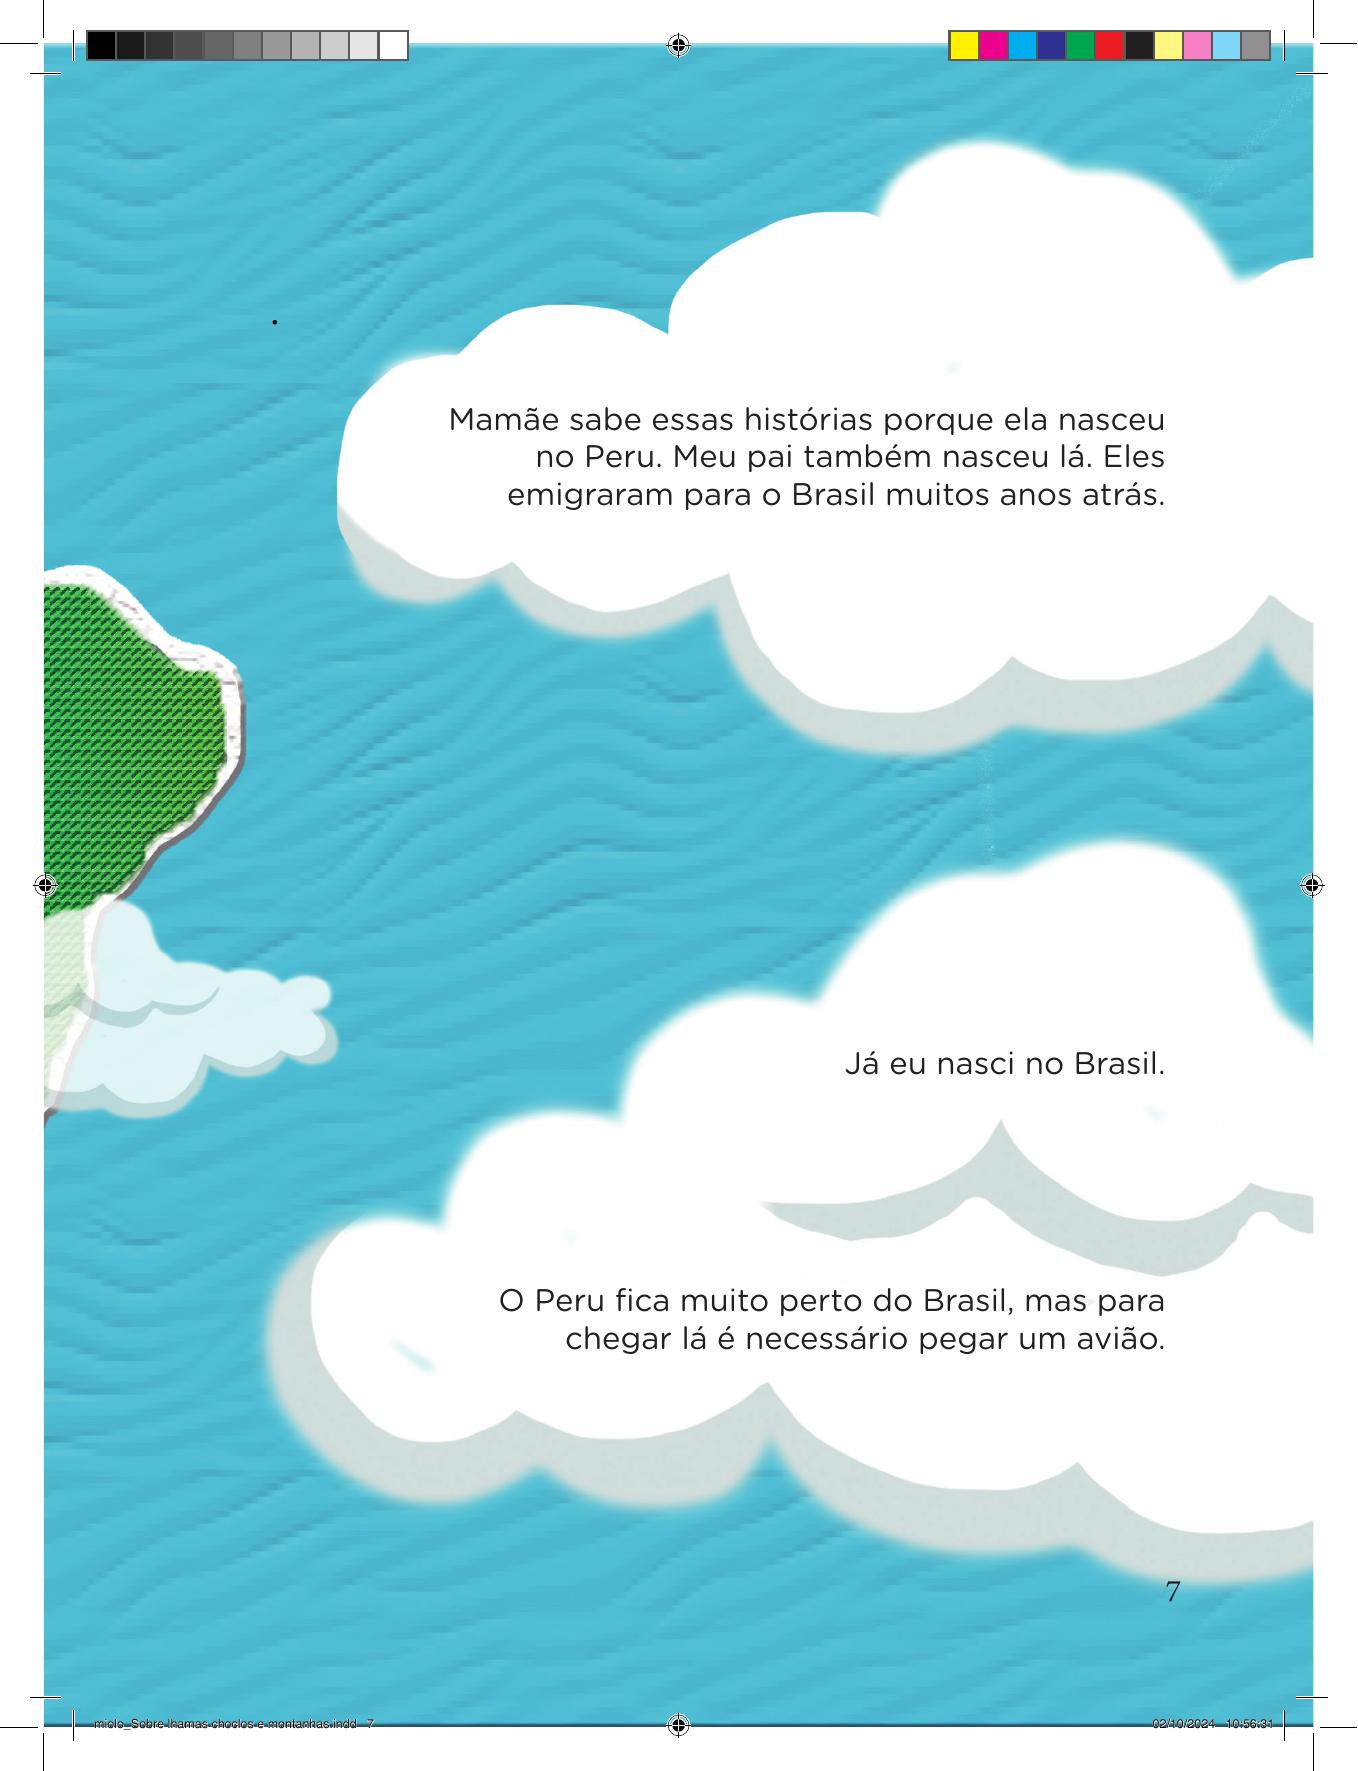 Mamãe sabe essas histórias porque ela nasceu
no Peru. Meu pai também nasceu lá. Eles
emigraram para o Brasil muitos anos atrás.
Já eu nasci no Brasil.
O Peru fica muito perto do Brasil, mas para
chegar lá é necessário pegar um avião.
7
miolo_Sobre lhamas choclos e montanhas.indd 7
02/10/2024 10:56:31